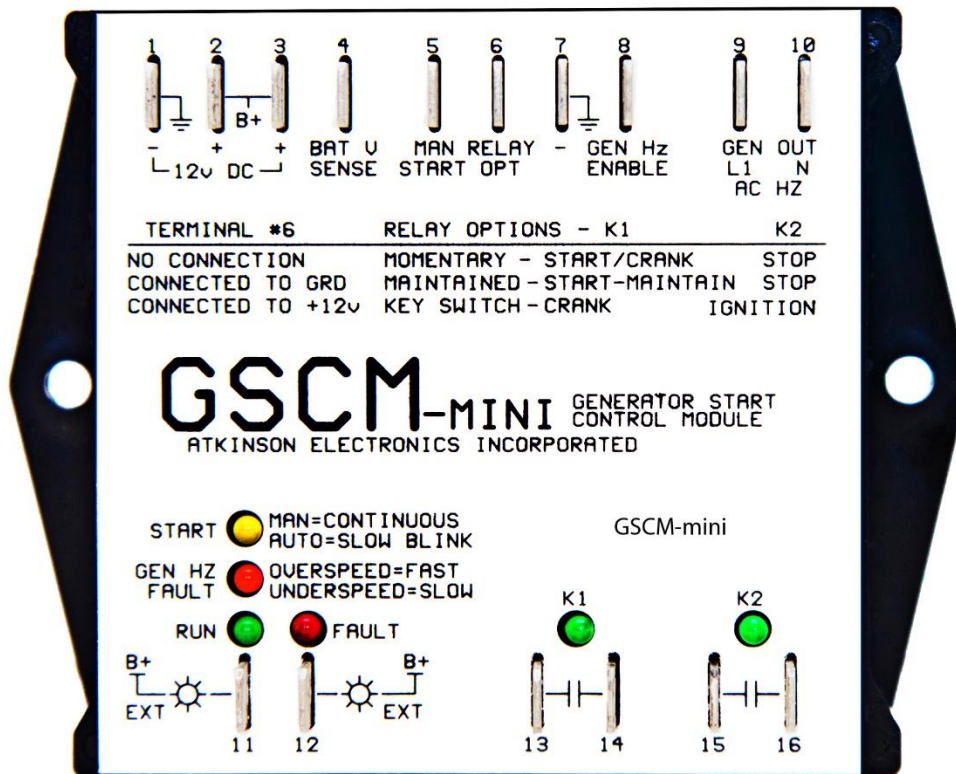 1 2 3 4 5 6 7 8 9 10
B+
- + + BAT V MAN RELAY - GEN Hz GEN OUT
12v DC SENSE START OPT ENABLE L1 N
AC HZ
TERMINAL #6 RELAY OPTIONS - K1 K2
NO CONNECTION MOMENTARY - START/CRANK STOP
CONNECTED TO GRD MAINTAINED - START-MAINTAIN STOP
CONNECTED TO +12v KEY SWITCH - CRANK IGNITION
GSCM-MINI GENERATOR START
CONTROL MODULE
ATKINSON ELECTRONICS INCORPORATED
START MAN=CONTINUOUS
AUTO=SLOW BLINK
GSCM-mini
GEN HZ OVERSPEED=FAST
FAULT UNDERSPEED=SLOW
K1 K2
RUN FAULT
B+ B+
EXT EXT
11 12 13 14 15 16